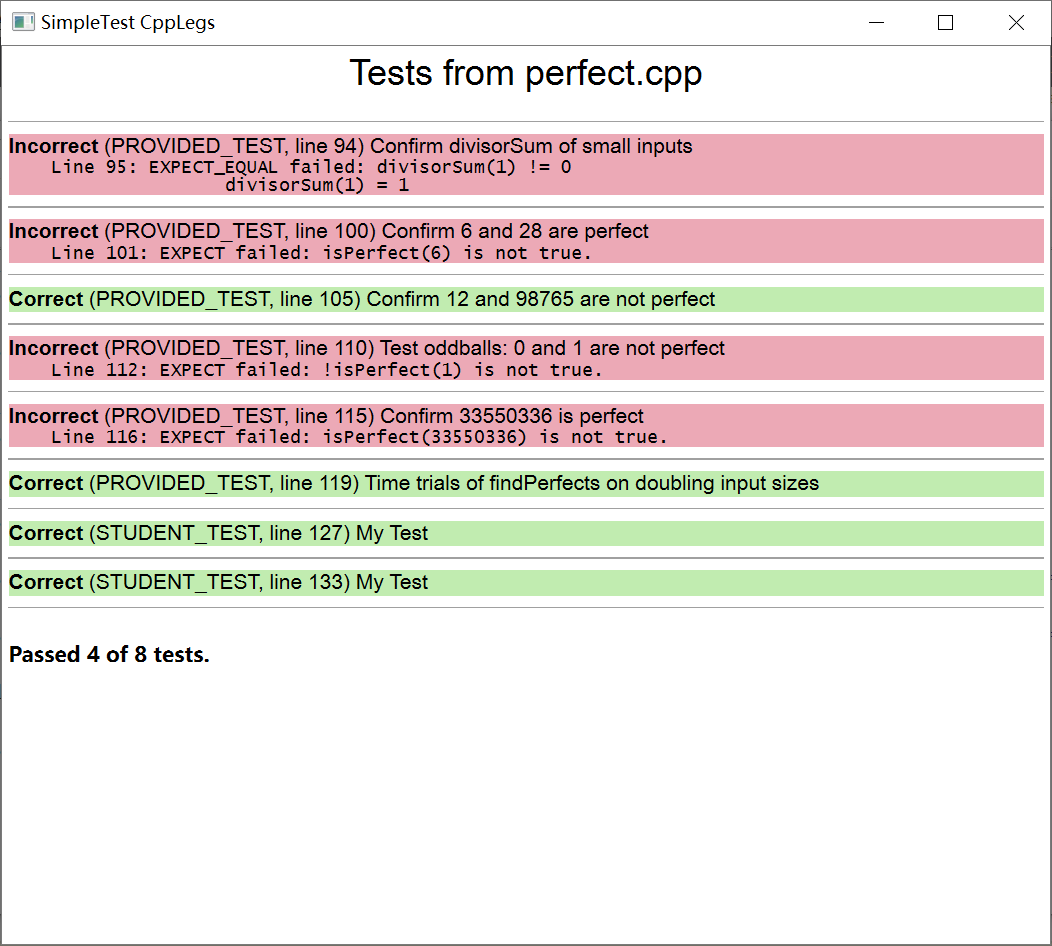 SimpleTest CppLegs
Tests from perfect.cpp
Incorrect (PROVIDED_TEST, line 94) Confirm divisorSum of small inputs
Line 95: EXPECT_EQUAL failed: divisorSum(1) != 0
divisorSum(1) = 1
Incorrect (PROVIDED_TEST, line 100) Confirm 6 and 28 are perfect
Line 101: EXPECT failed: isPerfect(6) is not true.
Correct (PROVIDED_TEST, line 105) Confirm 12 and 98765 are not perfect
Incorrect (PROVIDED_TEST, line 110) Test oddballs: 0 and 1 are not perfect
Line 112: EXPECT failed: !isPerfect(1) is not true.
Incorrect (PROVIDED_TEST, line 115) Confirm 33550336 is perfect
Line 116: EXPECT failed: isPerfect(33550336) is not true.
Correct (PROVIDED_TEST, line 119) Time trials of findPerfects on doubling input sizes
Correct (STUDENT_TEST, line 127) My Test
Correct (STUDENT_TEST, line 133) My Test
Passed 4 of 8 tests.